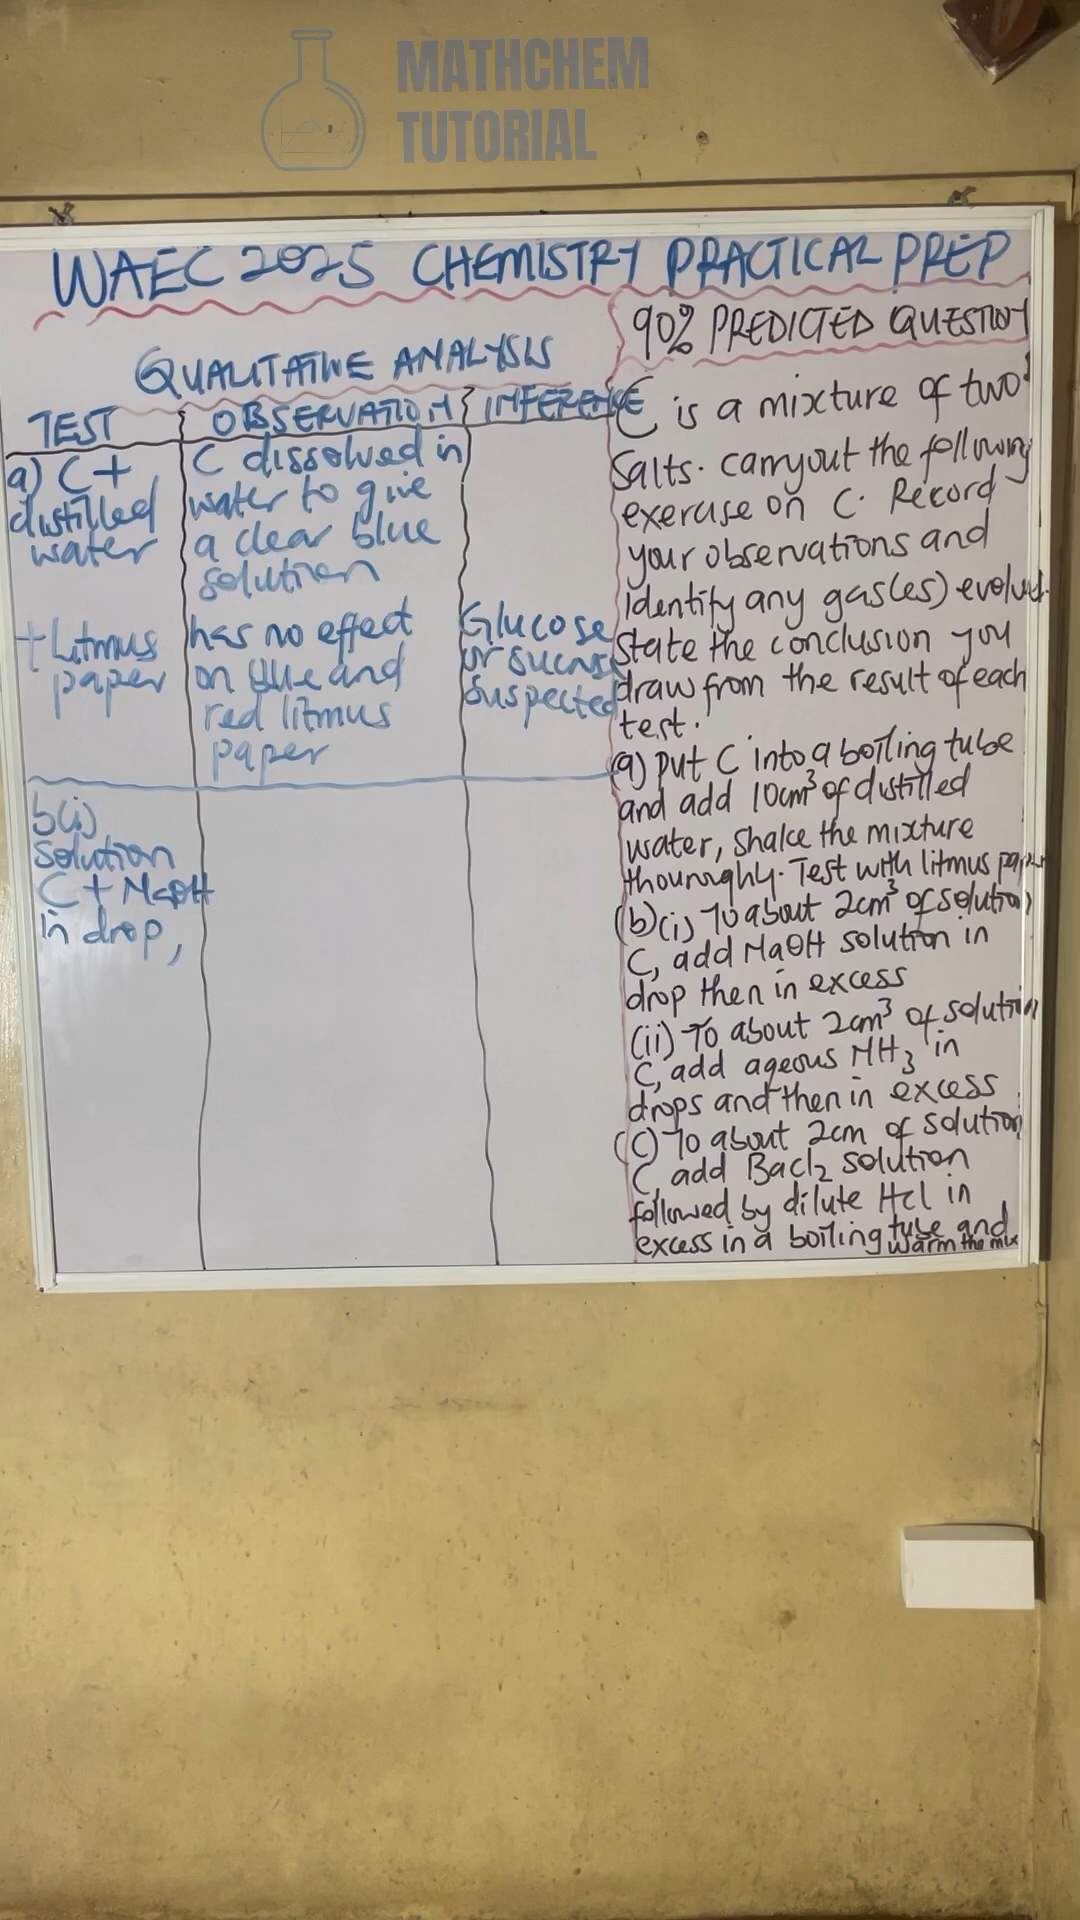 MATHCHEM
TUTORIAL
WAEC 2025 CHEMISTRY PRACTICAL PREP
QUALITATIVE ANALYSIS
TEST
OBSERVATION
INFERENCE
a) C +
distilled
water
C dissolved in
water to give
a clear blue
solution
+ Litmus
paper
has no effect
on blue and
red litmus
paper
Glucose
or sucrose
suspected
b(i)
Solution
C + NaOH
in drop,
90% PREDICTED QUESTION
C is a mixture of two
Salts. carryout the following
exercise on C. Record
your observations and
identify any gas(es) evolved.
state the conclusion you
draw from the result of each
test.
(a) put C into a boiling tube
and add 10cm³ of distilled
water, shake the mixture
thouroughly. Test with litmus paper
(b)(i) To about 2cm³ of solution
C, add NaOH solution in
drop then in excess
(ii) To about 2cm³ of solution
C, add aqeous NH3 in
drops and then in excess
(C) To about 2cm of solution
C add Bacl2 solution
followed by dilute Hcl in
excess in a boiling tube and
warm the mix